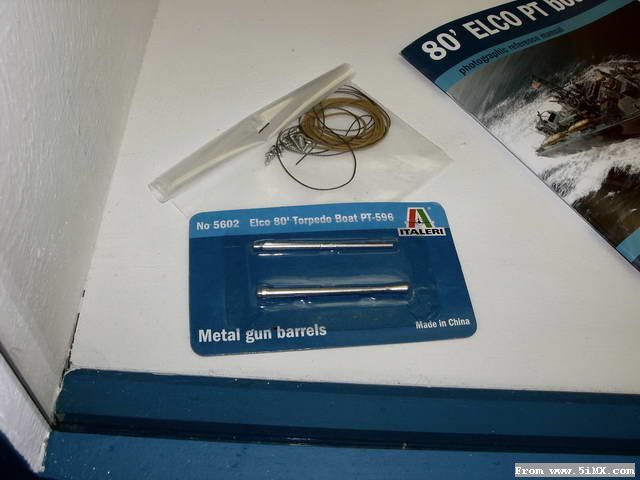 80' ELCO PT BOAT
photographic reference manual
No 5602 Elco 80' Torpedo Boat PT-596
ITALERI
Metal gun barrels
Made in China
From www.5iMX.com